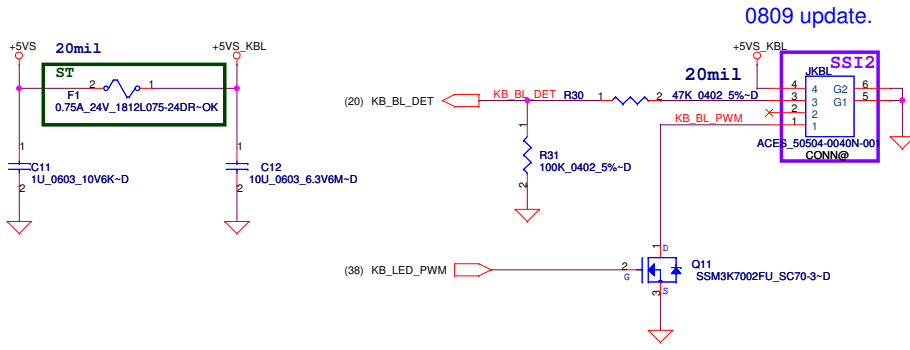 0809 update.
+5VS
20mil
+5VS_KBL
ST
2
1
F1
0.75A_24V_1812L075-24DR~OK
1
C11
1U_0603_10V6K~D
2
1
C12
10U_0603_6.3V6M~D
2
+5VS_KBL
SSI2
JKBL
20mil
(20) KB_BL_DET
KB_BL_DET
R30
1
2
47K_0402_5%~D
4
3
2
1
4
3
2
1
G2
G1
6
5
KB_BL_PWM
ACES_50504-0040N-001
CONN@
1
R31
100K_0402_5%~D
2
(38) KB_LED_PWM
2
G
1
D
3
S
Q11
SSM3K7002FU_SC70-3~D